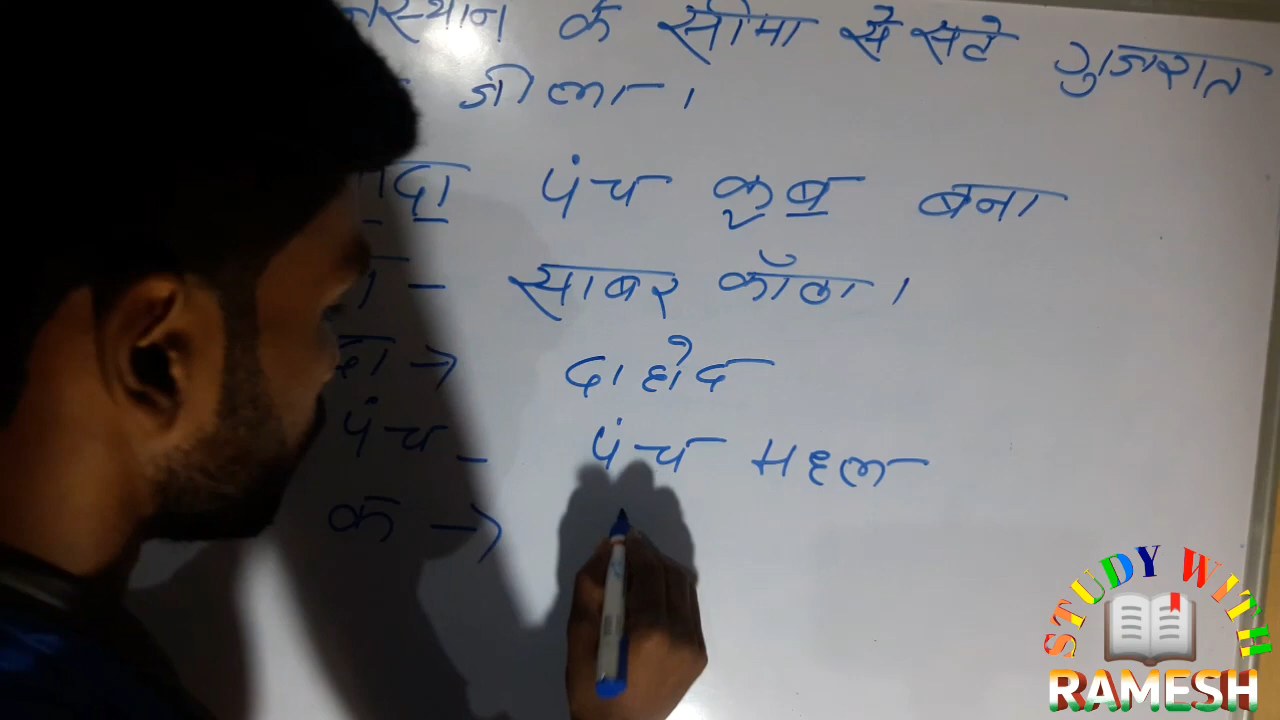 के सीमा से सटे गुजरात
जीला।
पंच कृब बना
- साबर कॉठा।
दा → दाहोद
पंच - पंच महल
क →
STUDY WITH
RAMESH